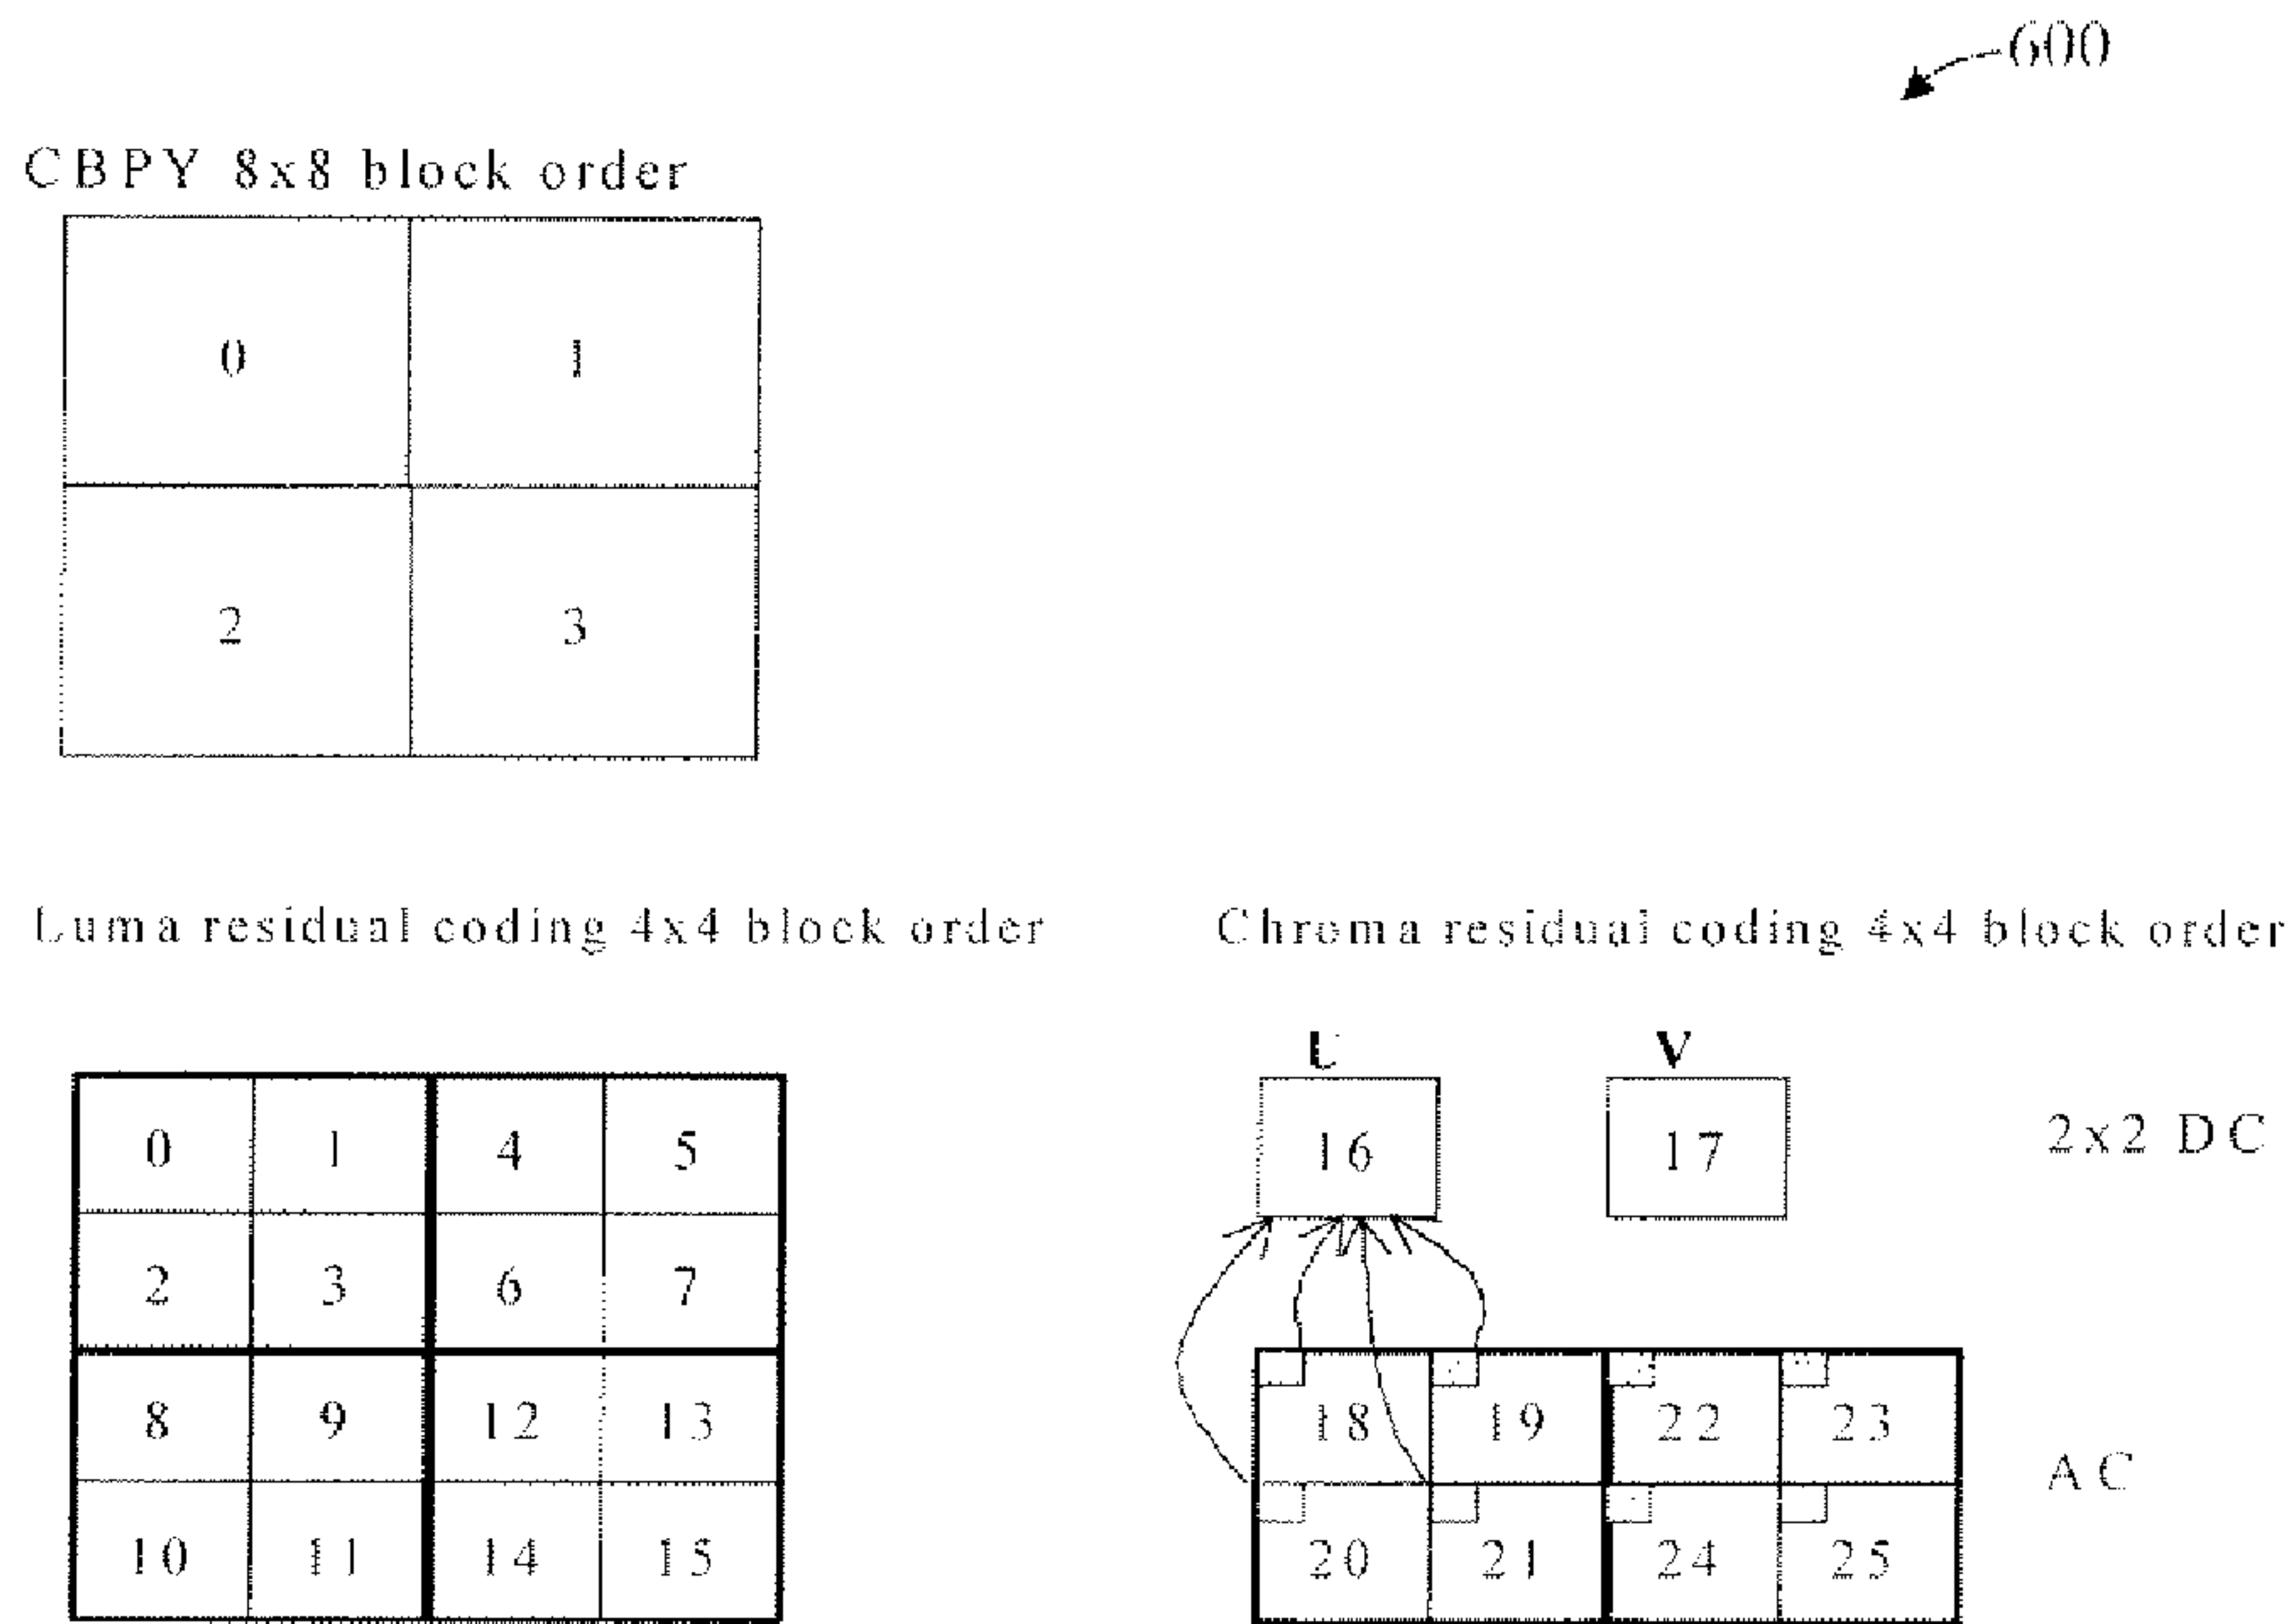 600
CBPY 8x8 block order
0 1
2 3
Luma residual coding 4x4 block order
0 1 4 5
2 3 6 7
8 9 12 13
10 11 14 15
Chroma residual coding 4x4 block order
U V
16 17 2x2 DC
18 19 22 23
AC
20 21 24 25